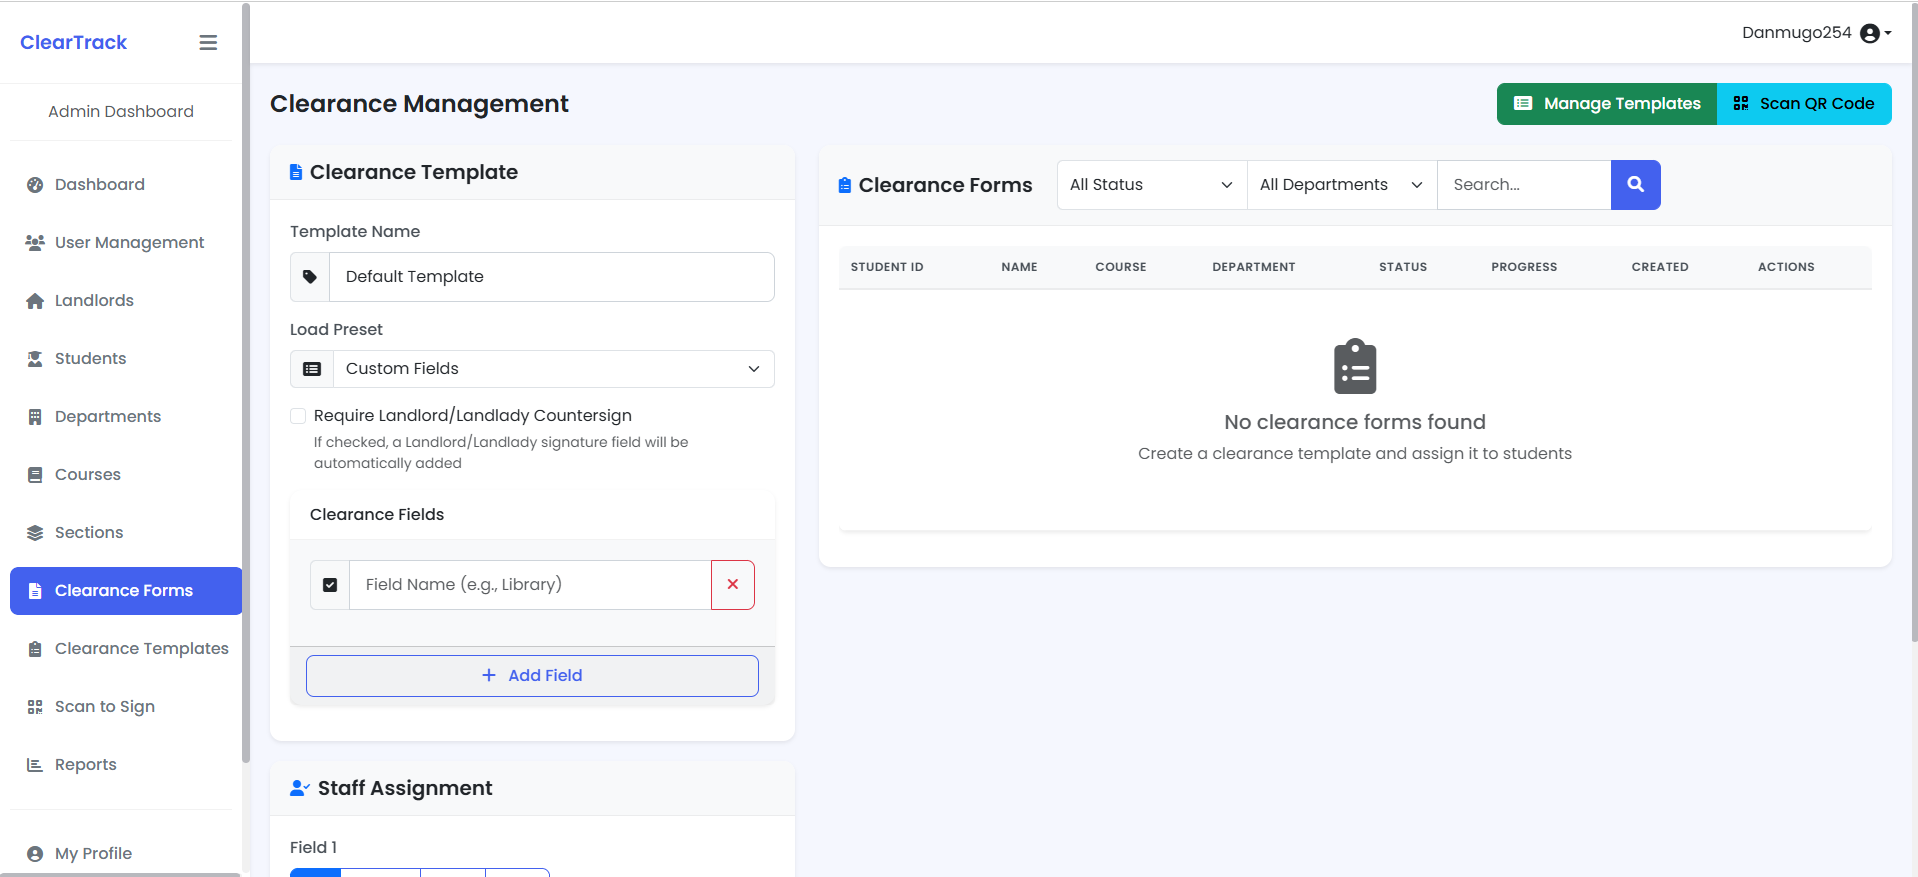 ClearTrack
Danmugo254
Admin Dashboard
Dashboard
User Management
Landlords
Students
Departments
Courses
Sections
Clearance Forms
Clearance Templates
Scan to Sign
Reports
My Profile
Clearance Management
Manage Templates
Scan QR Code
Clearance Template
Template Name
Default Template
Load Preset
Custom Fields
Require Landlord/Landlady Countersign
If checked, a Landlord/Landlady signature field will be
automatically added
Clearance Fields
Field Name (e.g., Library)
Add Field
Staff Assignment
Field 1
Clearance Forms
All Status
All Departments
Search...
STUDENT ID NAME COURSE DEPARTMENT STATUS PROGRESS CREATED ACTIONS
No clearance forms found
Create a clearance template and assign it to students